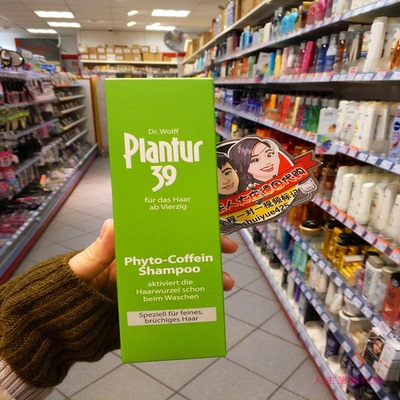 Dr. Wolff
Plantur
39
für das Haar
ab Vierzig
Phyto-Coffein
Shampoo
aktiviert die
Haarwurzel schon
beim Waschen
Speziell für feines,
brüchiges Haar
shuiyue425